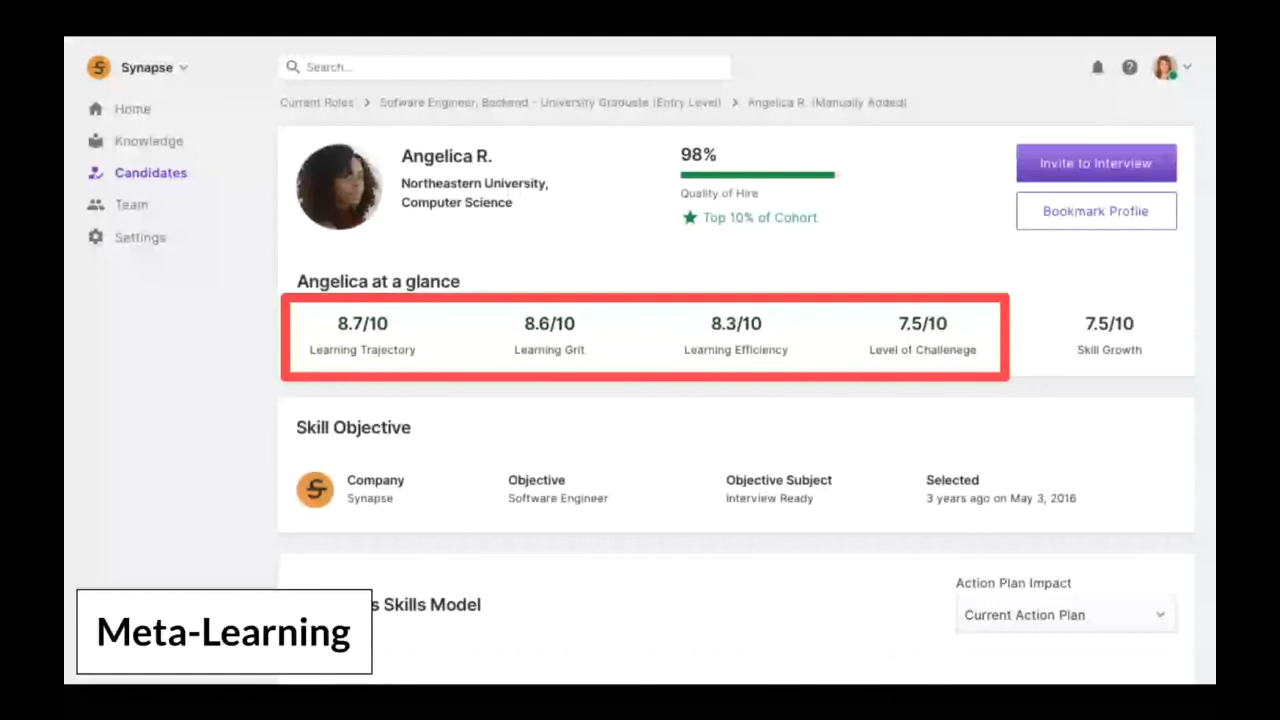 Synapse
Search...
Current Roles > Sofware Engineer, Backend - University Graduate (Entry Level) > Angelica R. (Manually Added)
Home
Knowledge
Candidates
Team
Settings
Angelica R.
Northeastern University,
Computer Science
98%
Quality of Hire
Top 10% of Cohort
Invite to Interview
Bookmark Profile
Angelica at a glance
8.7/10 8.6/10 8.3/10 7.5/10 7.5/10
Learning Trajectory Learning Grit Learning Efficiency Level of Challenege Skill Growth
Skill Objective
Company Objective Objective Subject Selected
Synapse Software Engineer Interview Ready 3 years ago on May 3, 2016
Action Plan Impact
s Skills Model
Current Action Plan
Meta-Learning